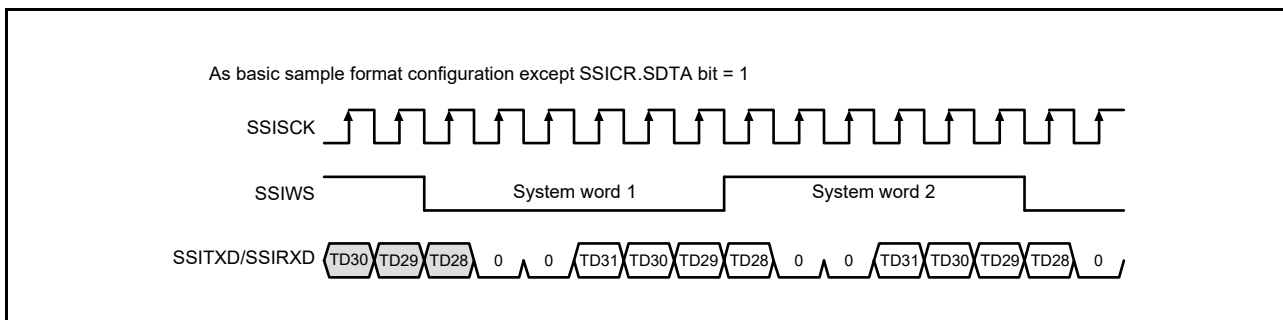 As basic sample format configuration except SSICR.SDTA bit = 1
SSISCK
SSIWS System word 1 System word 2
SSITXD/SSIRXD TD30 TD29 TD28 0 0 TD31 TD30 TD29 TD28 0 0 TD31 TD30 TD29 TD28 0